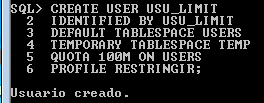 SQL> CREATE USER USU_LIMIT
  2  IDENTIFIED BY USU_LIMIT
  3  DEFAULT TABLESPACE USERS
  4  TEMPORARY TABLESPACE TEMP
  5  QUOTA 100M ON USERS
  6  PROFILE RESTRINGIR;
Usuario creado.